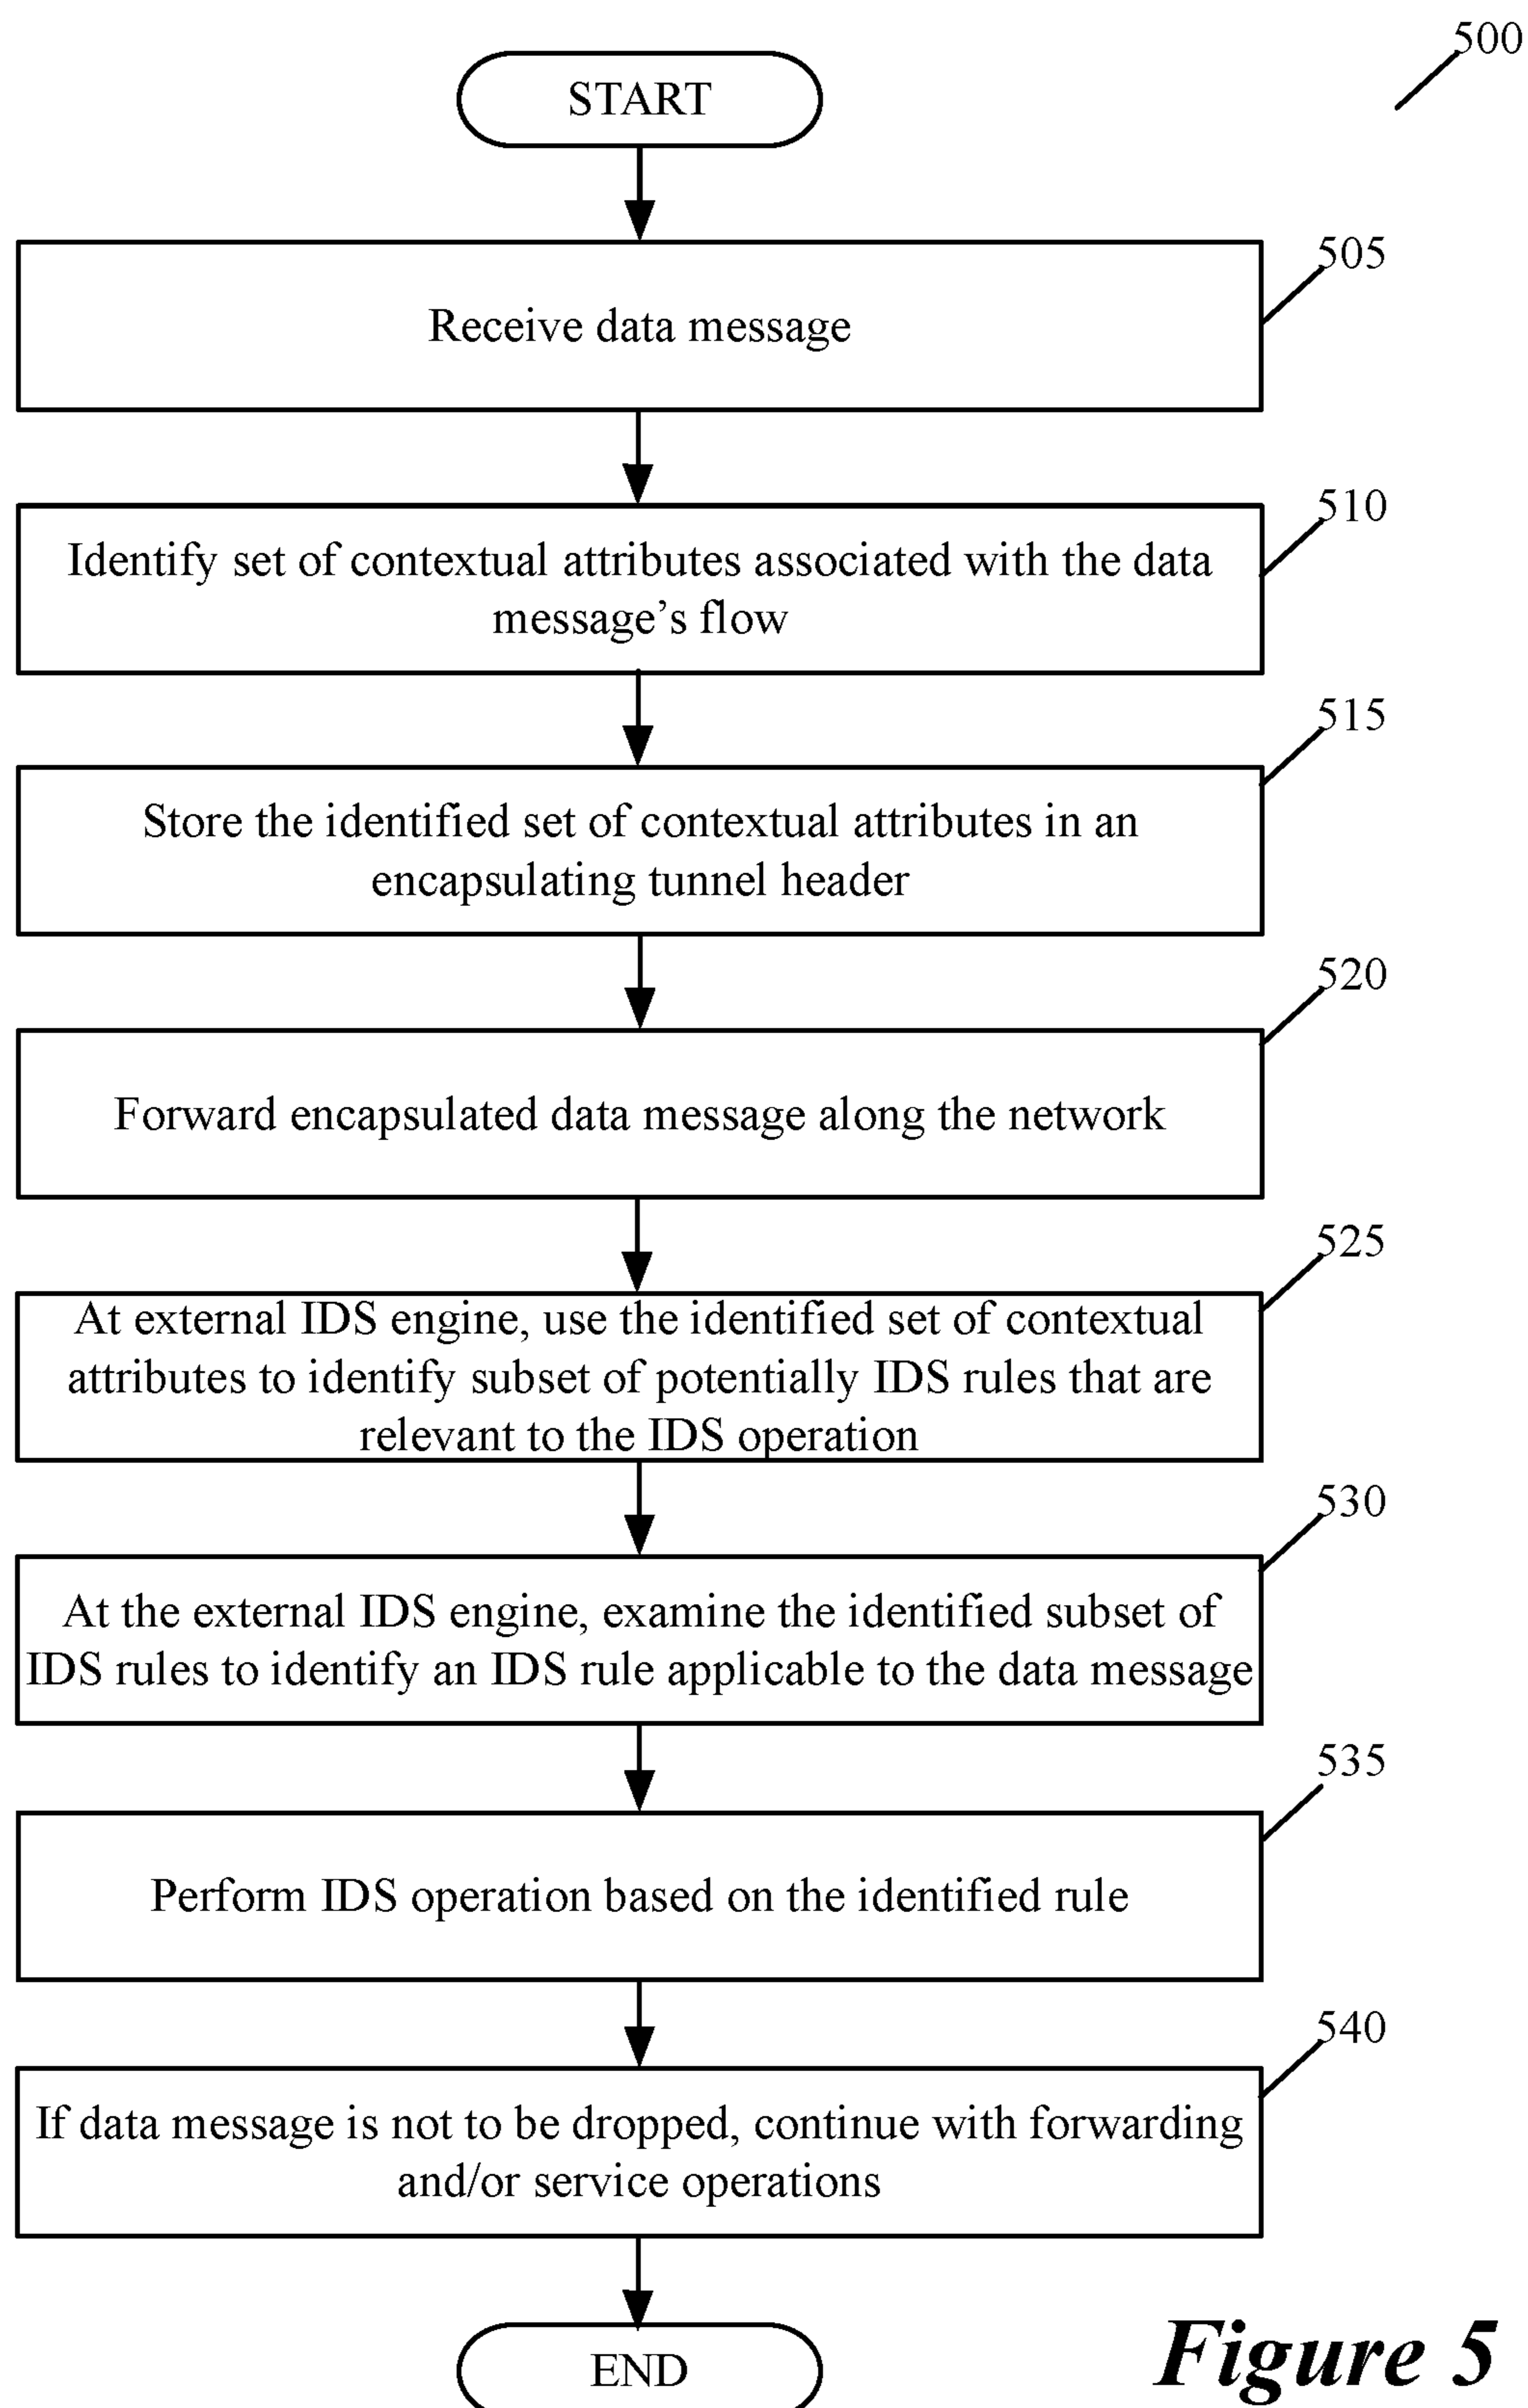 500
START
505
Receive data message
510
Identify set of contextual attributes associated with the data
message’s flow
515
Store the identified set of contextual attributes in an
encapsulating tunnel header
520
Forward encapsulated data message along the network
525
At external IDS engine, use the identified set of contextual
attributes to identify subset of potentially IDS rules that are
relevant to the IDS operation
530
At the external IDS engine, examine the identified subset of
IDS rules to identify an IDS rule applicable to the data message
535
Perform IDS operation based on the identified rule
540
If data message is not to be dropped, continue with forwarding
and/or service operations
END
Figure 5